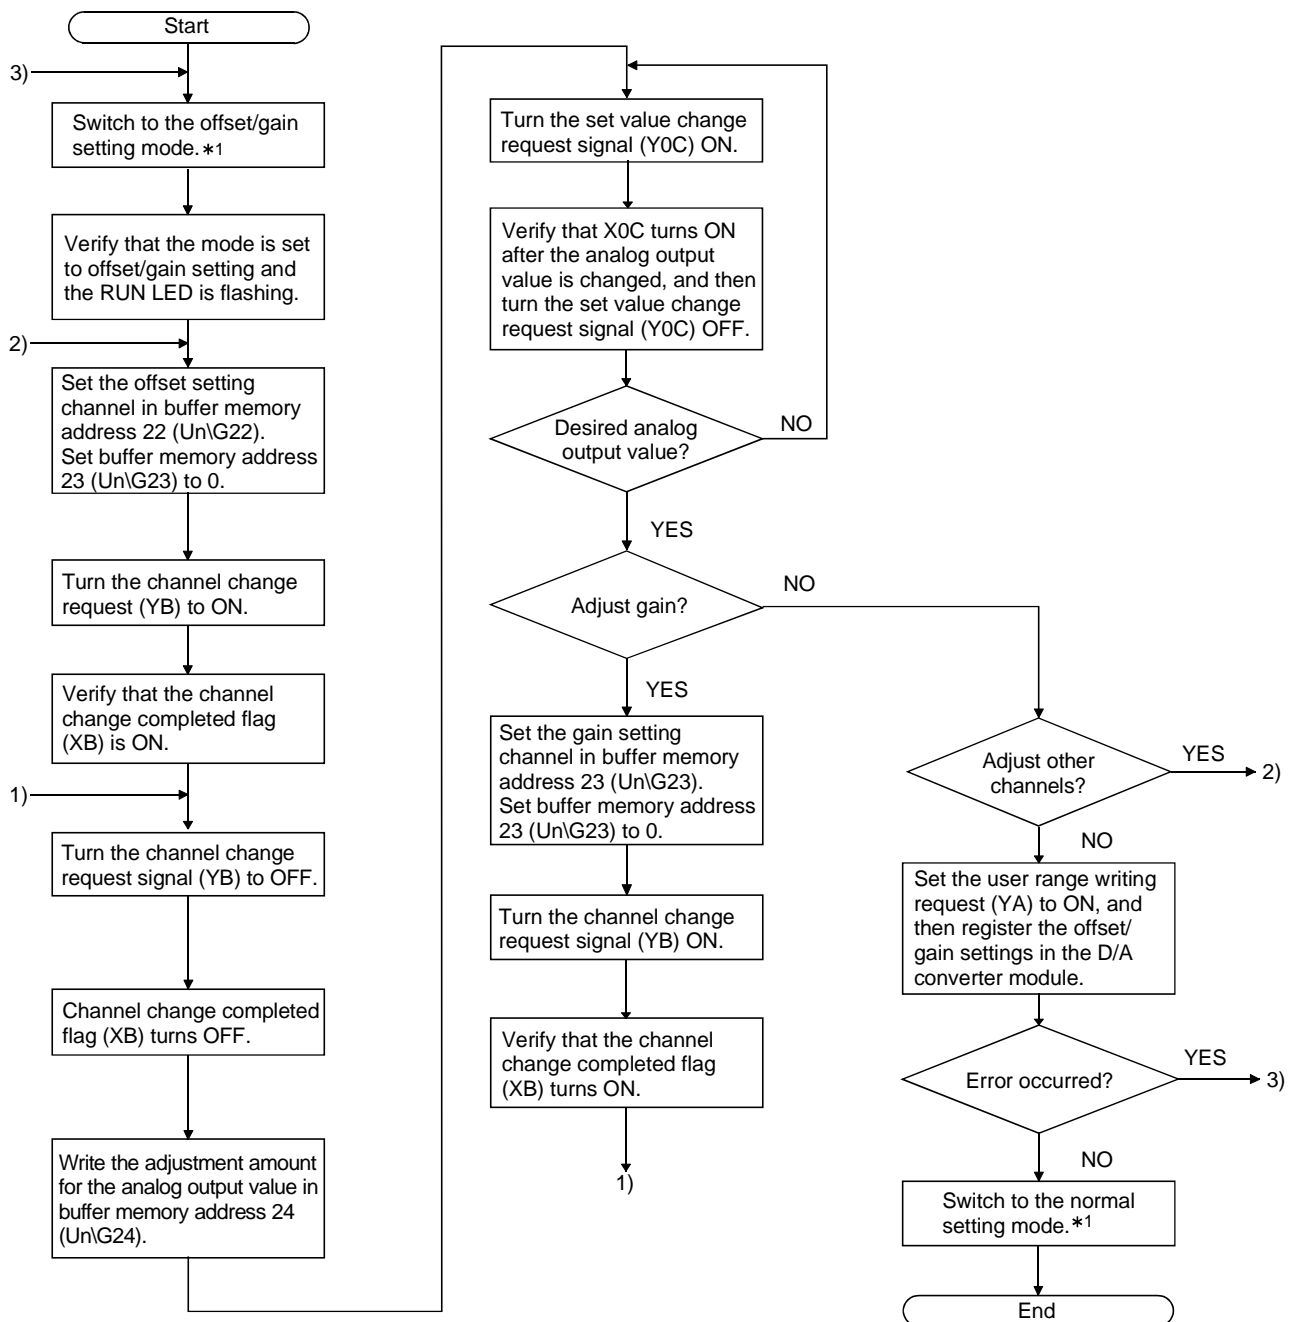 Start
3)
Switch to the offset/gain
setting mode.*1
Verify that the mode is set
to offset/gain setting and
the RUN LED is flashing.
2)
Set the offset setting
channel in buffer memory
address 22 (Un\G22).
Set buffer memory address
23 (Un\G23) to 0.
Turn the channel change
request (YB) to ON.
Verify that the channel
change completed flag
(XB) is ON.
1)
Turn the channel change
request signal (YB) to OFF.
Channel change completed
flag (XB) turns OFF.
Write the adjustment amount
for the analog output value in
buffer memory address 24
(Un\G24).
Turn the set value change
request signal (Y0C) ON.
Verify that X0C turns ON
after the analog output
value is changed, and then
turn the set value change
request signal (Y0C) OFF.
Desired analog
output value?
NO
YES
Adjust gain?
NO
YES
Set the gain setting
channel in buffer memory
address 23 (Un\G23).
Set buffer memory address
23 (Un\G23) to 0.
Turn the channel change
request signal (YB) ON.
Verify that the channel
change completed flag
(XB) turns ON.
1)
Adjust other
channels?
YES
2)
NO
Set the user range writing
request (YA) to ON, and
then register the offset/
gain settings in the D/A
converter module.
Error occurred?
YES
3)
NO
Switch to the normal
setting mode.*1
End